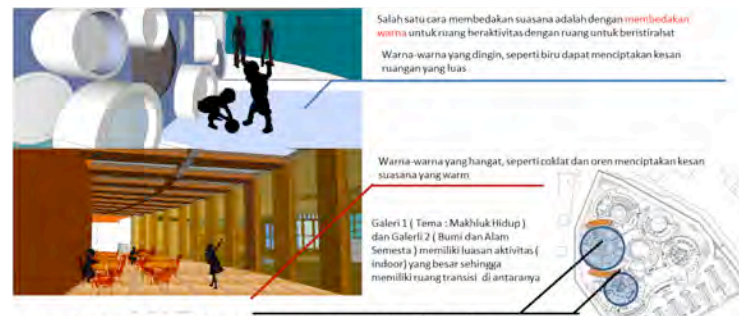 Salah satu cara membedakan suasana adalah dengan membedakan
warna untuk ruang beraktivitas dengan ruang untuk beristirahat
Warna-warna yang dingin, seperti biru dapat menciptakan kesan
ruangan yang luas
Warna-warna yang hangat, seperti coklat dan oren menciptakan kesan
suasana yang warm
Galeri 1 ( Tema : Makhluk Hidup )
dan Galerli 2 ( Bumi dan Alam
Semesta ) memiliki luasan aktivitas (
indoor) yang besar sehingga
memiliki ruang transisi di antaranya